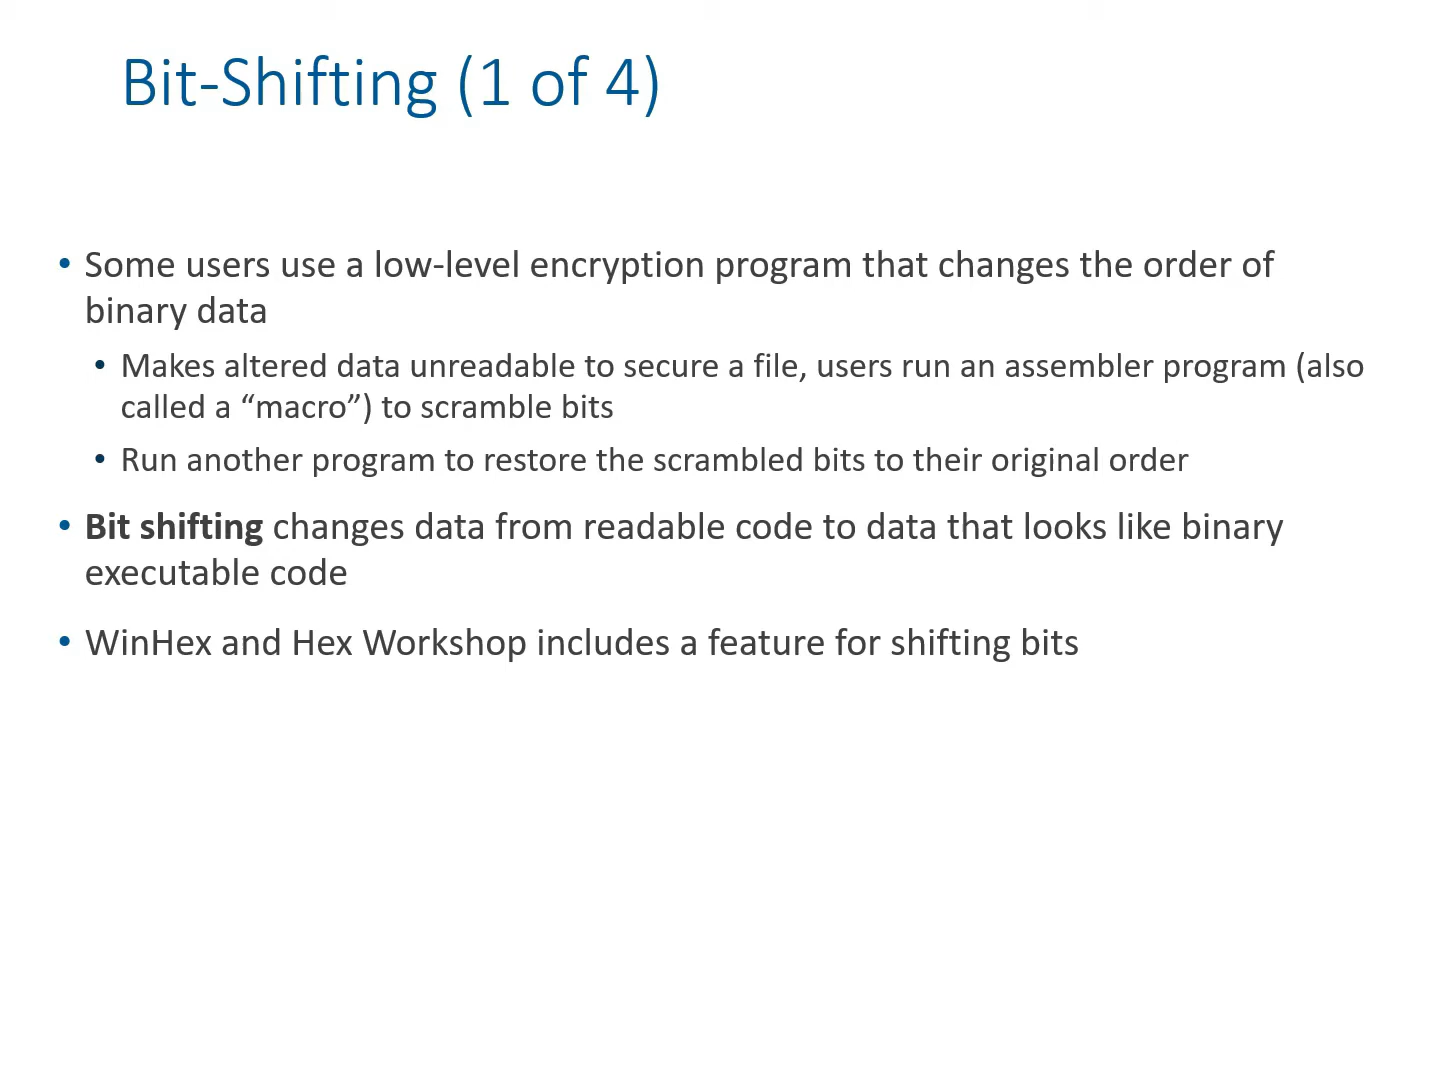 Bit-Shifting (1 of 4)
• Some users use a low-level encryption program that changes the order of
binary data
• Makes altered data unreadable to secure a file, users run an assembler program (also
called a “macro”) to scramble bits
• Run another program to restore the scrambled bits to their original order
• Bit shifting changes data from readable code to data that looks like binary
executable code
• WinHex and Hex Workshop includes a feature for shifting bits